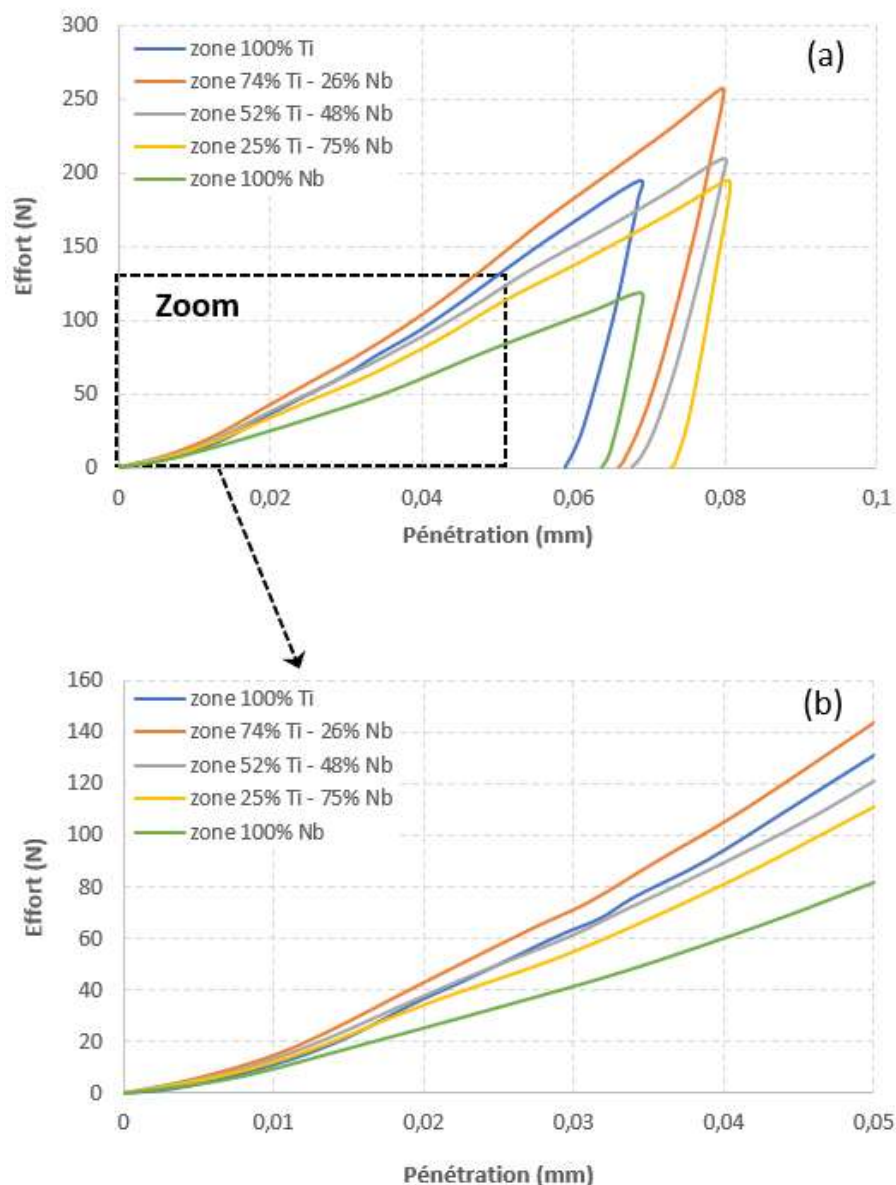 (a)
zone 100% Ti
zone 74% Ti - 26% Nb
zone 52% Ti - 48% Nb
zone 25% Ti - 75% Nb
zone 100% Nb
300
250
200
150
100
50
0
Effort (N)
Zoom
0 0,02 0,04 0,06 0,08 0,1
Pénétration (mm)
(b)
zone 100% Ti
zone 74% Ti - 26% Nb
zone 52% Ti - 48% Nb
zone 25% Ti - 75% Nb
zone 100% Nb
160
140
120
100
80
60
40
20
0
Effort (N)
0 0,01 0,02 0,03 0,04 0,05
Pénétration (mm)